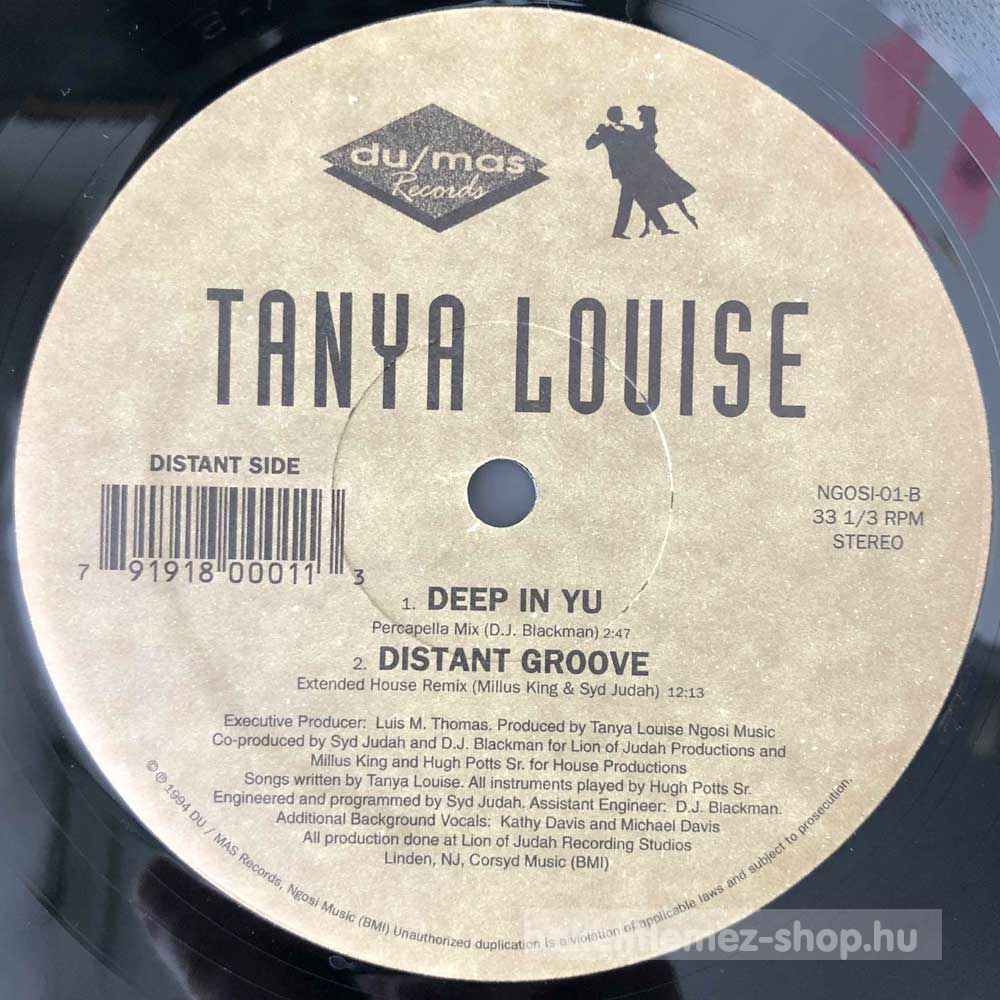 du/mas
Records
TANYA LOUISE
DISTANT SIDE
7 91918 00011 3
NGOSI-01-B
33 1/3 RPM
STEREO
1. DEEP IN YU
Percapella Mix (D.J. Blackman) 2:47
2. DISTANT GROOVE
Extended House Remix (Millus King & Syd Judah) 12:13
Executive Producer: Luis M. Thomas. Produced by Tanya Louise Ngosi Music
Co-produced by Syd Judah and D.J. Blackman for Lion of Judah Productions and
Millus King and Hugh Potts Sr. for House Productions
Songs written by Tanya Louise. All instruments played by Hugh Potts Sr.
Engineered and programmed by Syd Judah. Assistant Engineer: D.J. Blackman.
Additional Background Vocals: Kathy Davis and Michael Davis
All production done at Lion of Judah Recording Studios
Linden, NJ, Corsyd Music (BMI)
© ℗ 1994 DU / MAS Records, Ngosi Music (BMI) Unauthorized duplication is a violation of applicable laws and subject to prosecution.
-shop.hu